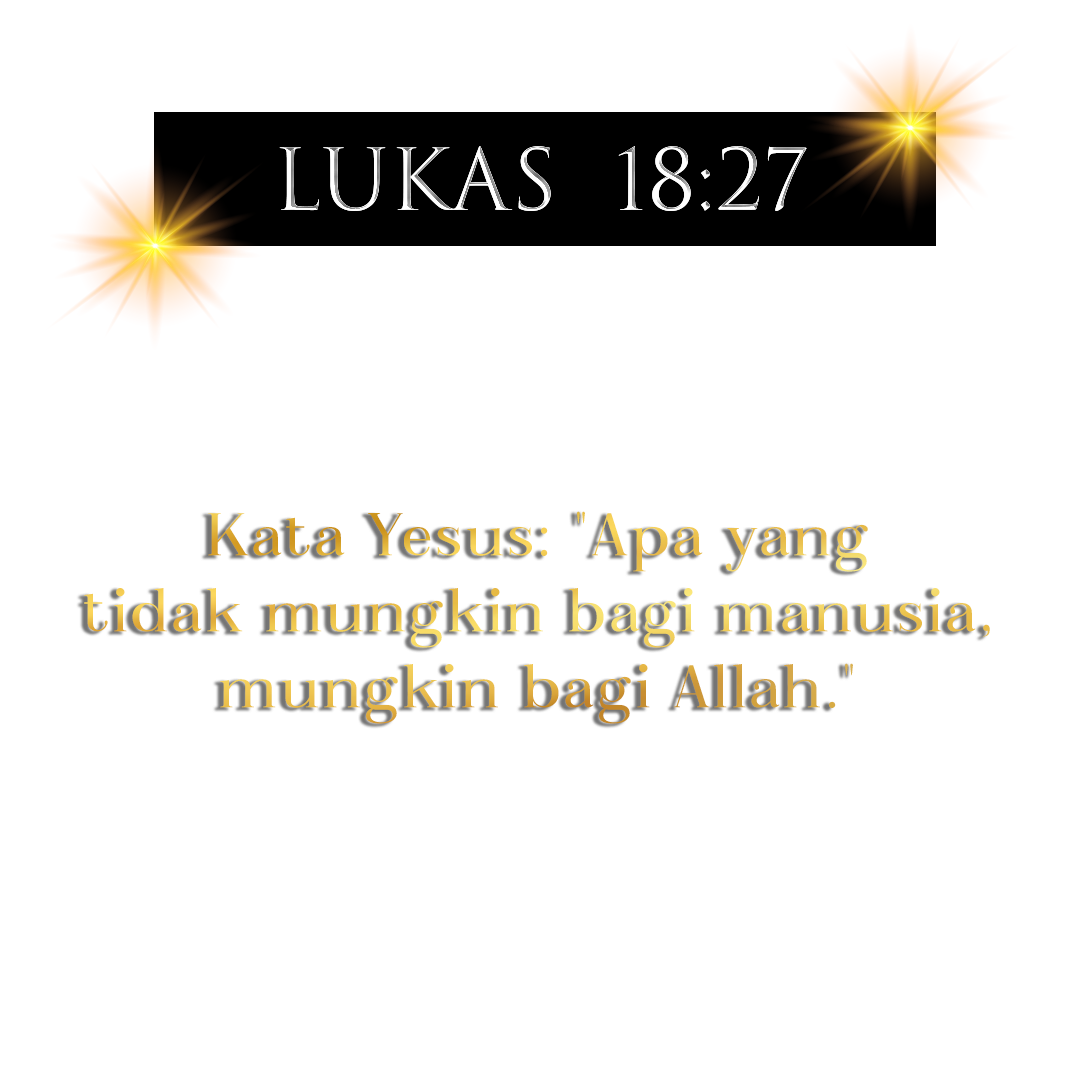 LUKAS 18:27
Kata Yesus: "Apa yang
tidak mungkin bagi manusia,
mungkin bagi Allah."